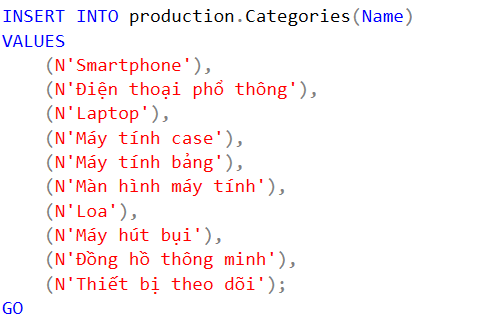 INSERT INTO production.Categories(Name)
VALUES
(N'Smartphone'),
(N'Điện thoại phổ thông'),
(N'Laptop'),
(N'Máy tính case'),
(N'Máy tính bảng'),
(N'Màn hình máy tính'),
(N'Loa'),
(N'Máy hút bụi'),
(N'Đồng hồ thông minh'),
(N'Thiết bị theo dõi');
GO